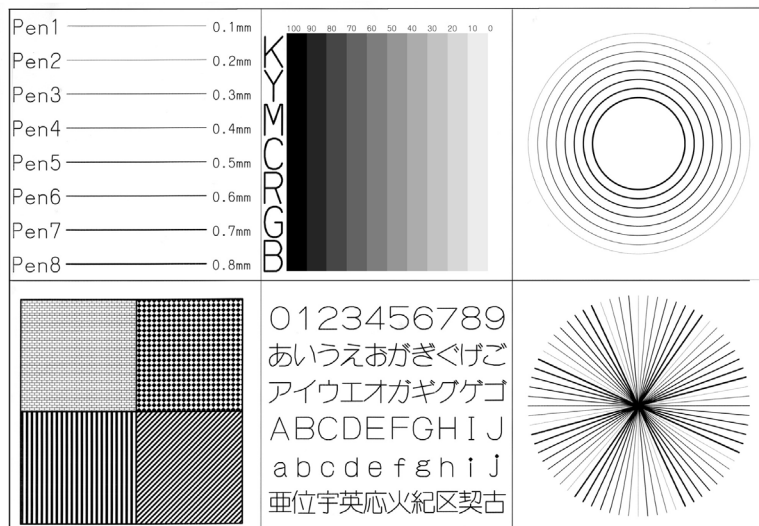 Pen1 0.1mm
Pen2 0.2mm
Pen3 0.3mm
Pen4 0.4mm
Pen5 0.5mm
Pen6 0.6mm
Pen7 0.7mm
Pen8 0.8mm
100 90 80 70 60 50 40 30 20 10 0
K
Y
M
C
R
G
B
0123456789
あいうえおがぎぐげご
アイウエオガギグゲゴ
ABCDEFGHIJ
abcdefghij
亜位宇英応火紀区契古